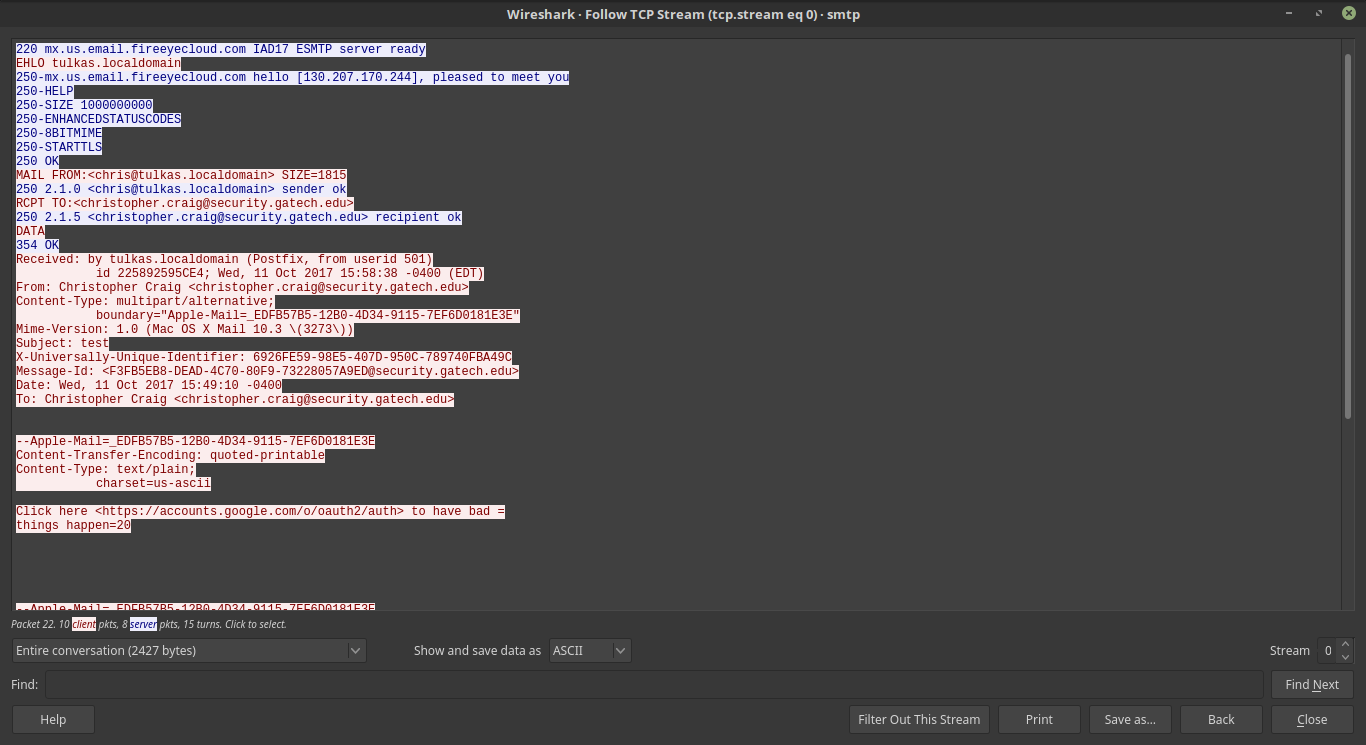 Wireshark · Follow TCP Stream (tcp.stream eq 0) · smtp
220 mx.us.email.fireeyecloud.com IAD17 ESMTP server ready
EHLO tulkas.localdomain
250-mx.us.email.fireeyecloud.com hello [130.207.170.244], pleased to meet you
250-HELP
250-SIZE 1000000000
250-ENHANCEDSTATUSCODES
250-8BITMIME
250-STARTTLS
250 OK
MAIL FROM:<chris@tulkas.localdomain> SIZE=1815
250 2.1.0 <chris@tulkas.localdomain> sender ok
RCPT TO:<christopher.craig@security.gatech.edu>
250 2.1.5 <christopher.craig@security.gatech.edu> recipient ok
DATA
354 OK
Received: by tulkas.localdomain (Postfix, from userid 501)
id 225892595CE4; Wed, 11 Oct 2017 15:58:38 -0400 (EDT)
From: Christopher Craig <christopher.craig@security.gatech.edu>
Content-Type: multipart/alternative;
boundary="Apple-Mail=_EDFB57B5-12B0-4D34-9115-7EF6D0181E3E"
Mime-Version: 1.0 (Mac OS X Mail 10.3 \(3273\))
Subject: test
X-Universally-Unique-Identifier: 6926FE59-98E5-407D-950C-789740FBA49C
Message-Id: <F3FB5EB8-DEAD-4C70-80F9-73228057A9ED@security.gatech.edu>
Date: Wed, 11 Oct 2017 15:49:10 -0400
To: Christopher Craig <christopher.craig@security.gatech.edu>
--Apple-Mail=_EDFB57B5-12B0-4D34-9115-7EF6D0181E3E
Content-Transfer-Encoding: quoted-printable
Content-Type: text/plain;
charset=us-ascii
Click here <https://accounts.google.com/o/oauth2/auth> to have bad =
things happen=20
--Apple-Mail=_EDFB57B5-12B0-4D34-9115-7EF6D0181E3E
Packet 22. 10 client pkts, 8 server pkts, 15 turns. Click to select.
Entire conversation (2427 bytes) Show and save data as ASCII Stream 0
Find: Find Next
Help Filter Out This Stream Print Save as... Back Close